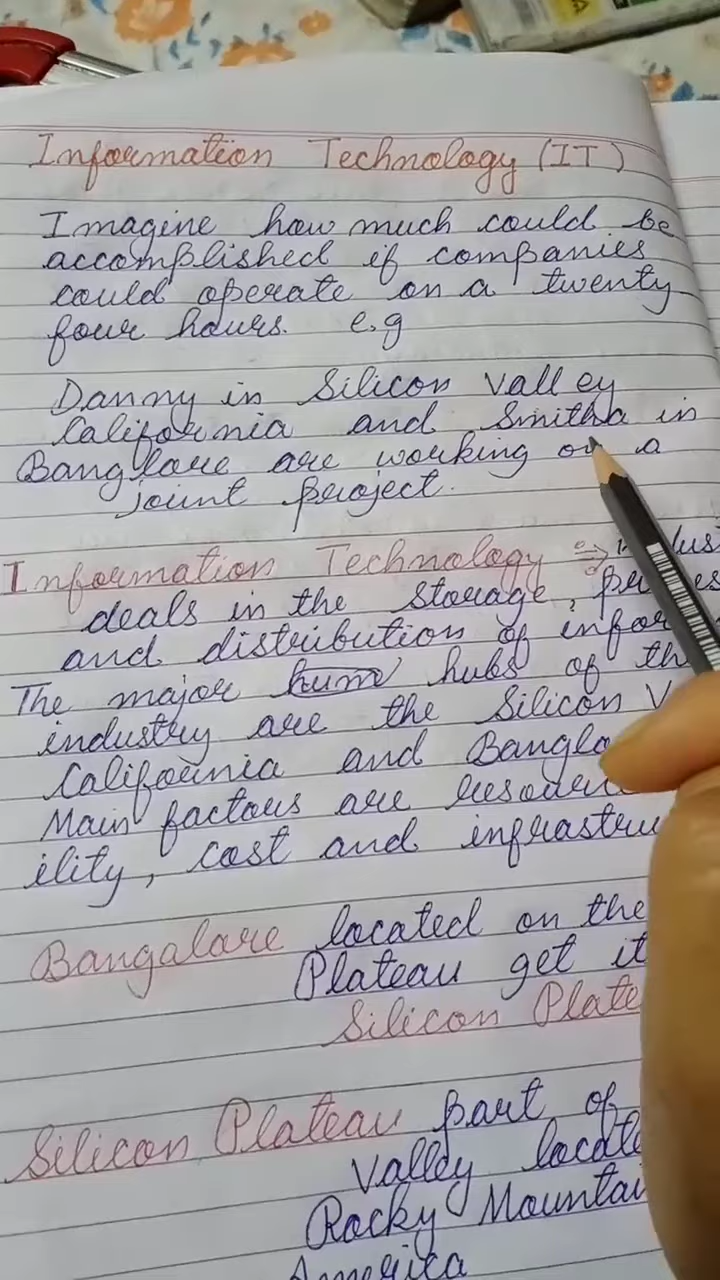 Information Technology (IT)
Imagine how much could be
accomplished if companies
could operate on a twenty
four hours. e.g
Danny in Silicon Valley
California and Smitha in
Banglore are working on a
joint project.
Information Technology ⇒
deals in the storage,
and distribution of
The major hubs of
industry are the Silicon
California and
Main factors are
ility, cost and
Bangalore located on the
Plateau get it
Silicon
Silicon Plateau part of
Valley
Rocky
America